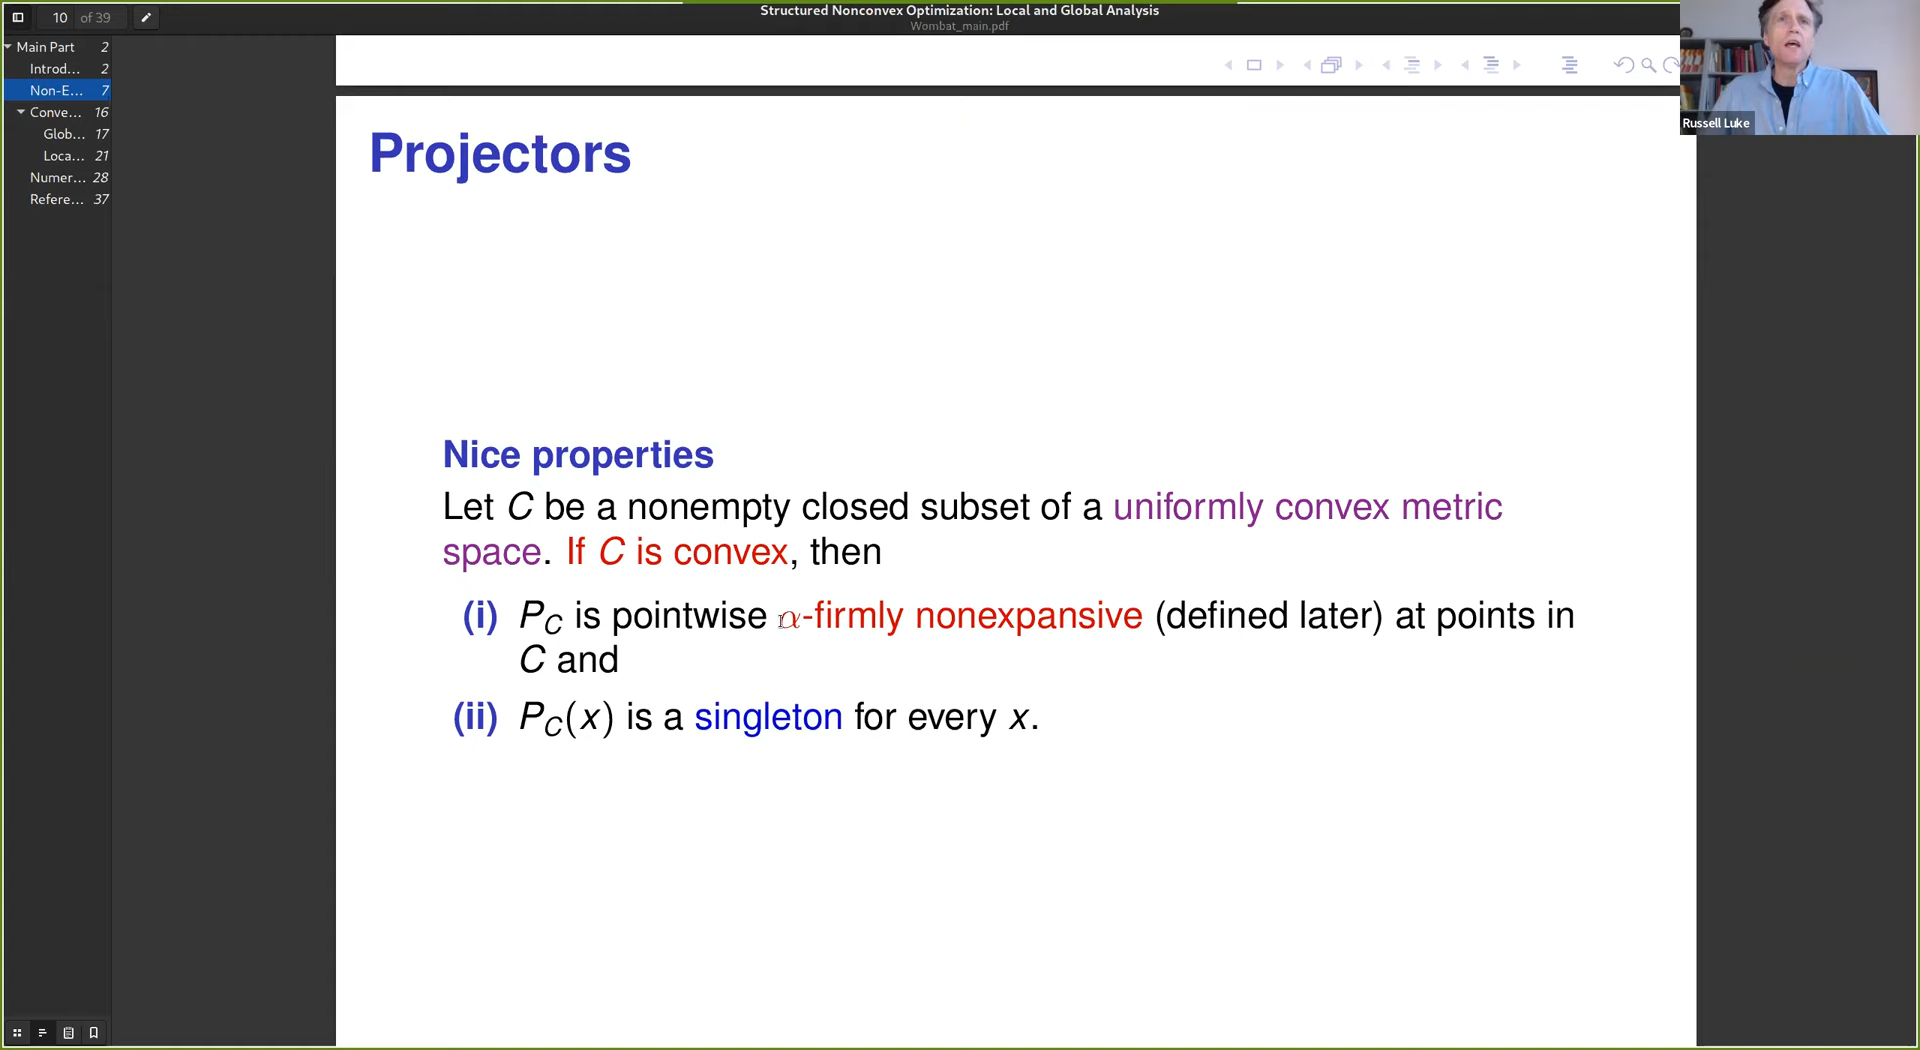 10 of 39
Structured Nonconvex Optimization: Local and Global Analysis
Wombat_main.pdf
Main Part 2
Introd... 2
Non-E... 7
Conve... 16
Glob... 17
Loca... 21
Numer... 28
Refere... 37
Russell Luke
Projectors
Nice properties
Let C be a nonempty closed subset of a uniformly convex metric
space. If C is convex, then
(i) P_C is pointwise α-firmly nonexpansive (defined later) at points in
C and
(ii) P_C(x) is a singleton for every x.